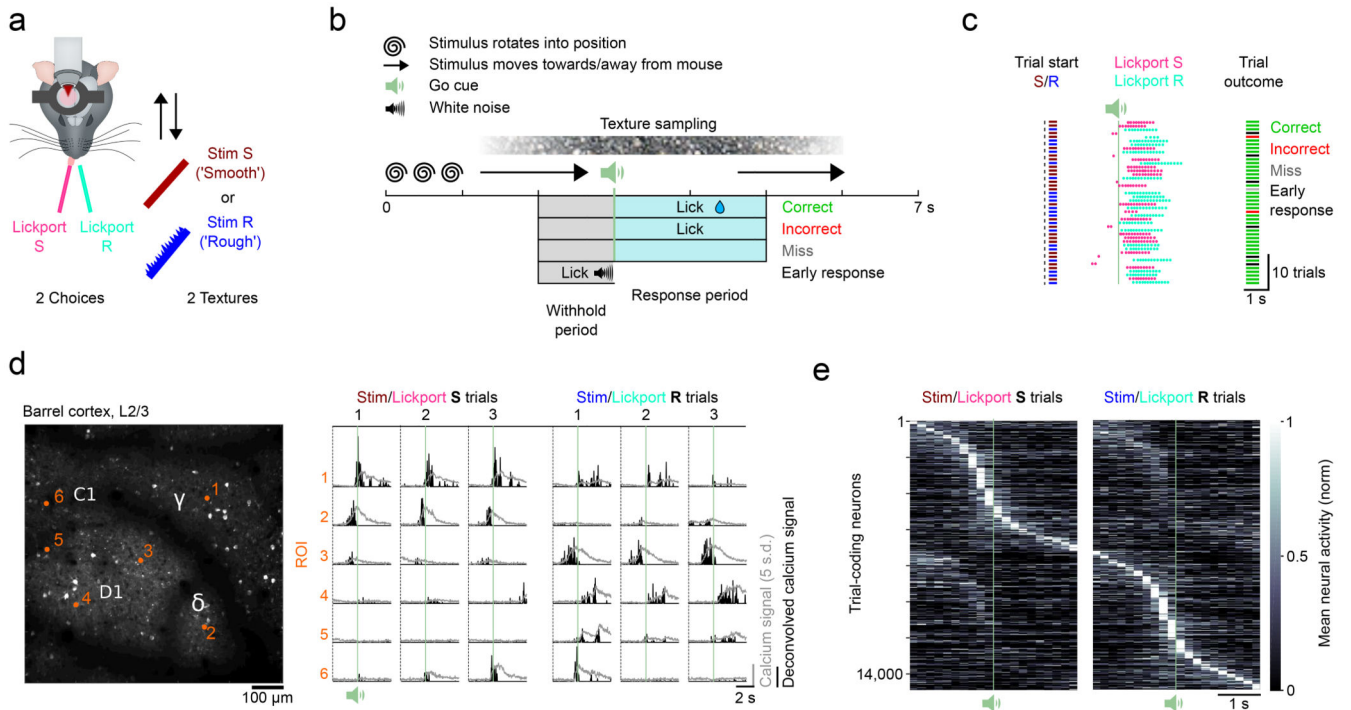 a
Stim S
('Smooth')
or
Stim R
('Rough')
Lickport
S
Lickport
R
2 Choices
2 Textures
b
Stimulus rotates into position
Stimulus moves towards/away from mouse
Go cue
White noise
Texture sampling
0
7 s
Lick
Correct
Lick
Incorrect
Miss
Lick
Early response
Withhold
period
Response period
c
Trial start
S/R
Lickport S
Lickport R
Trial
outcome
Correct
Incorrect
Miss
Early
response
10 trials
1 s
d
Barrel cortex, L2/3
C1
γ
D1
δ
1
2
3
4
5
6
100 μm
Stim/Lickport S trials
1 2 3
Stim/Lickport R trials
1 2 3
ROI
1
2
3
4
5
6
Calcium signal (5 s.d.)
Deconvolved calcium signal
2 s
e
Stim/Lickport S trials
Stim/Lickport R trials
Trial-coding neurons
1
14,000
1 s
Mean neural activity (norm)
1
0.5
0